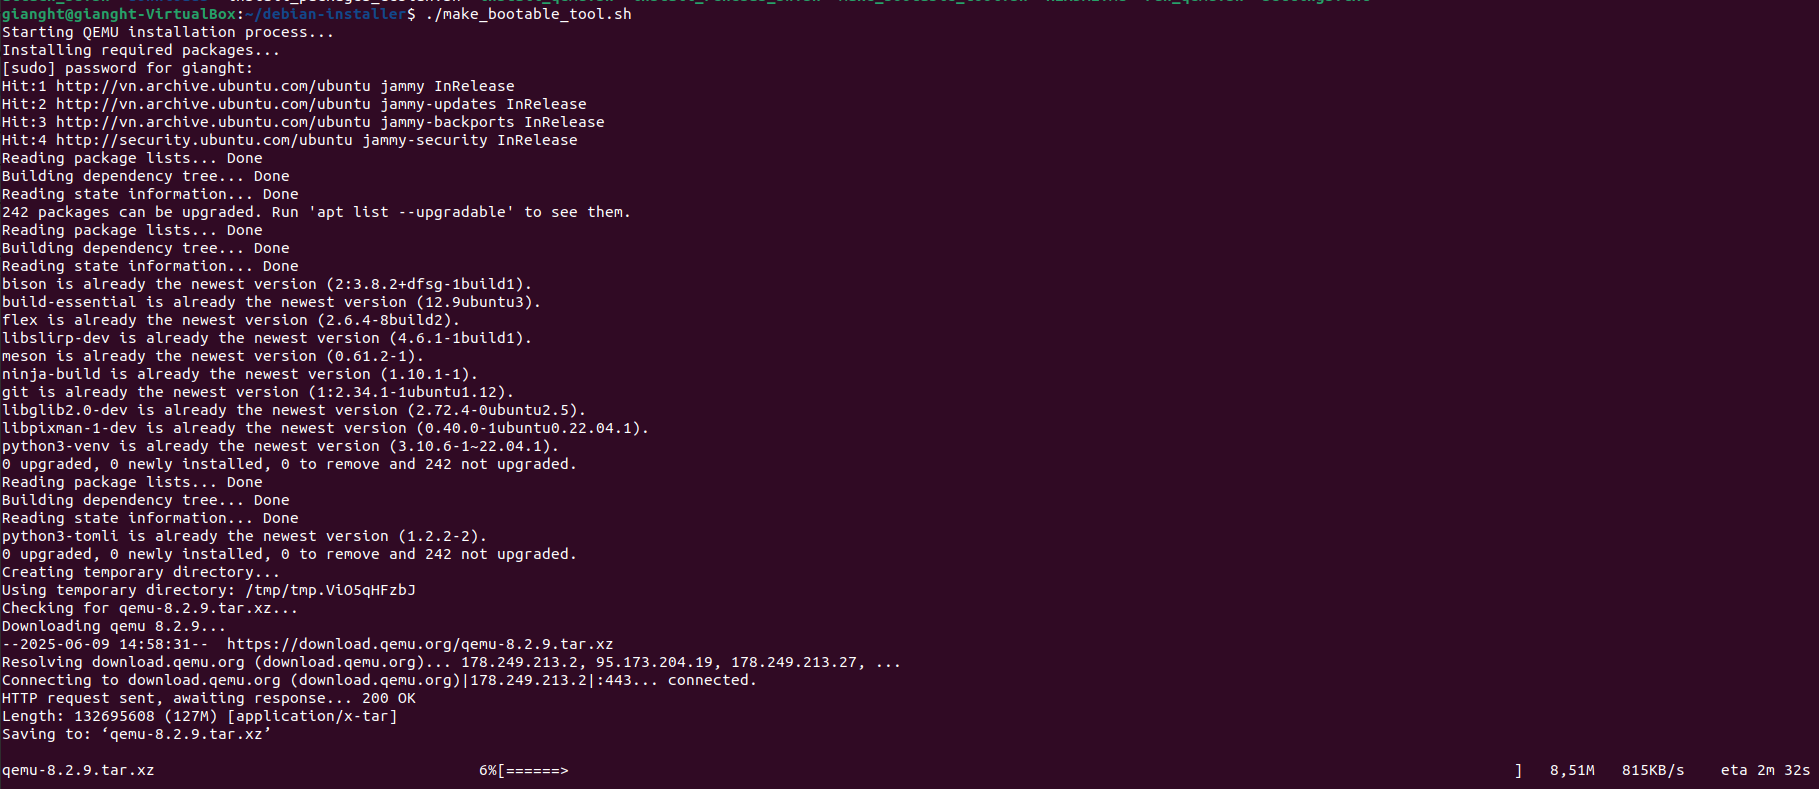 gianght@gianght-VirtualBox:~/debian-installer$ ./make_bootable_tool.sh
Starting QEMU installation process...
Installing required packages...
[sudo] password for gianght:
Hit:1 http://vn.archive.ubuntu.com/ubuntu jammy InRelease
Hit:2 http://vn.archive.ubuntu.com/ubuntu jammy-updates InRelease
Hit:3 http://vn.archive.ubuntu.com/ubuntu jammy-backports InRelease
Hit:4 http://security.ubuntu.com/ubuntu jammy-security InRelease
Reading package lists... Done
Building dependency tree... Done
Reading state information... Done
242 packages can be upgraded. Run 'apt list --upgradable' to see them.
Reading package lists... Done
Building dependency tree... Done
Reading state information... Done
bison is already the newest version (2:3.8.2+dfsg-1build1).
build-essential is already the newest version (12.9ubuntu3).
flex is already the newest version (2.6.4-8build2).
libslirp-dev is already the newest version (4.6.1-1build1).
meson is already the newest version (0.61.2-1).
ninja-build is already the newest version (1.10.1-1).
git is already the newest version (1:2.34.1-1ubuntu1.12).
libglib2.0-dev is already the newest version (2.72.4-0ubuntu2.5).
libpixman-1-dev is already the newest version (0.40.0-1ubuntu0.22.04.1).
python3-venv is already the newest version (3.10.6-1~22.04.1).
0 upgraded, 0 newly installed, 0 to remove and 242 not upgraded.
Reading package lists... Done
Building dependency tree... Done
Reading state information... Done
python3-tomli is already the newest version (1.2.2-2).
0 upgraded, 0 newly installed, 0 to remove and 242 not upgraded.
Creating temporary directory...
Using temporary directory: /tmp/tmp.ViO5qHFzbJ
Checking for qemu-8.2.9.tar.xz...
Downloading qemu 8.2.9...
--2025-06-09 14:58:31--  https://download.qemu.org/qemu-8.2.9.tar.xz
Resolving download.qemu.org (download.qemu.org)... 178.249.213.2, 95.173.204.19, 178.249.213.27, ...
Connecting to download.qemu.org (download.qemu.org)|178.249.213.2|:443... connected.
HTTP request sent, awaiting response... 200 OK
Length: 132695608 (127M) [application/x-tar]
Saving to: ‘qemu-8.2.9.tar.xz’
qemu-8.2.9.tar.xz 6%[======> ] 8,51M 815KB/s eta 2m 32s